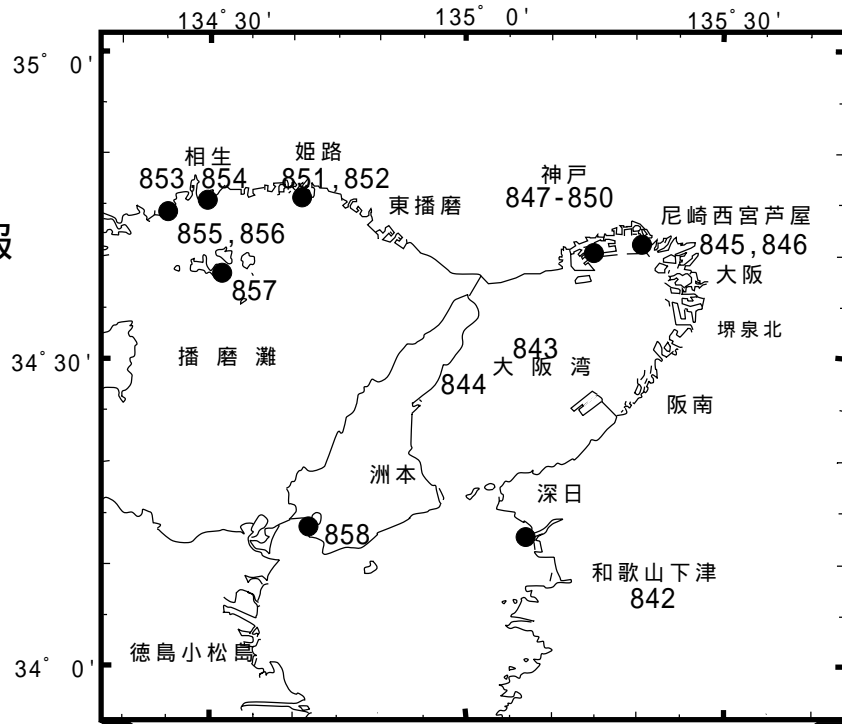 134° 30' 135° 0' 135° 30'
35° 0'
相生
853,854
姫路
851,852
東播磨
神戸
847-850
尼崎西宮芦屋
845,846
報
855,856
857
大阪
堺泉北
34° 30'
播磨灘
843
大阪湾
844
阪南
洲本
深日
858
和歌山下津
842
徳島小松島
34° 0'